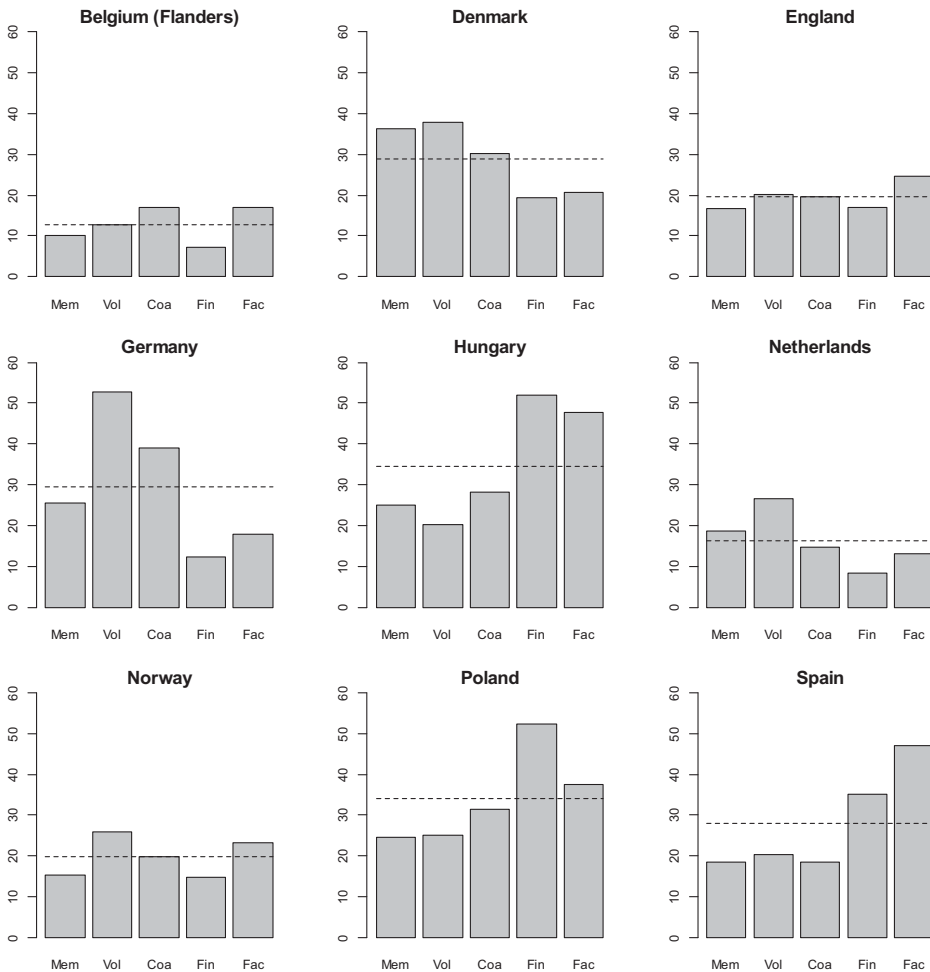 Belgium (Flanders)
0 10 20 30 40 50 60
Mem Vol Coa Fin Fac
Denmark
0 10 20 30 40 50 60
Mem Vol Coa Fin Fac
England
0 10 20 30 40 50 60
Mem Vol Coa Fin Fac
Germany
0 10 20 30 40 50 60
Mem Vol Coa Fin Fac
Hungary
0 10 20 30 40 50 60
Mem Vol Coa Fin Fac
Netherlands
0 10 20 30 40 50 60
Mem Vol Coa Fin Fac
Norway
0 10 20 30 40 50 60
Mem Vol Coa Fin Fac
Poland
0 10 20 30 40 50 60
Mem Vol Coa Fin Fac
Spain
0 10 20 30 40 50 60
Mem Vol Coa Fin Fac